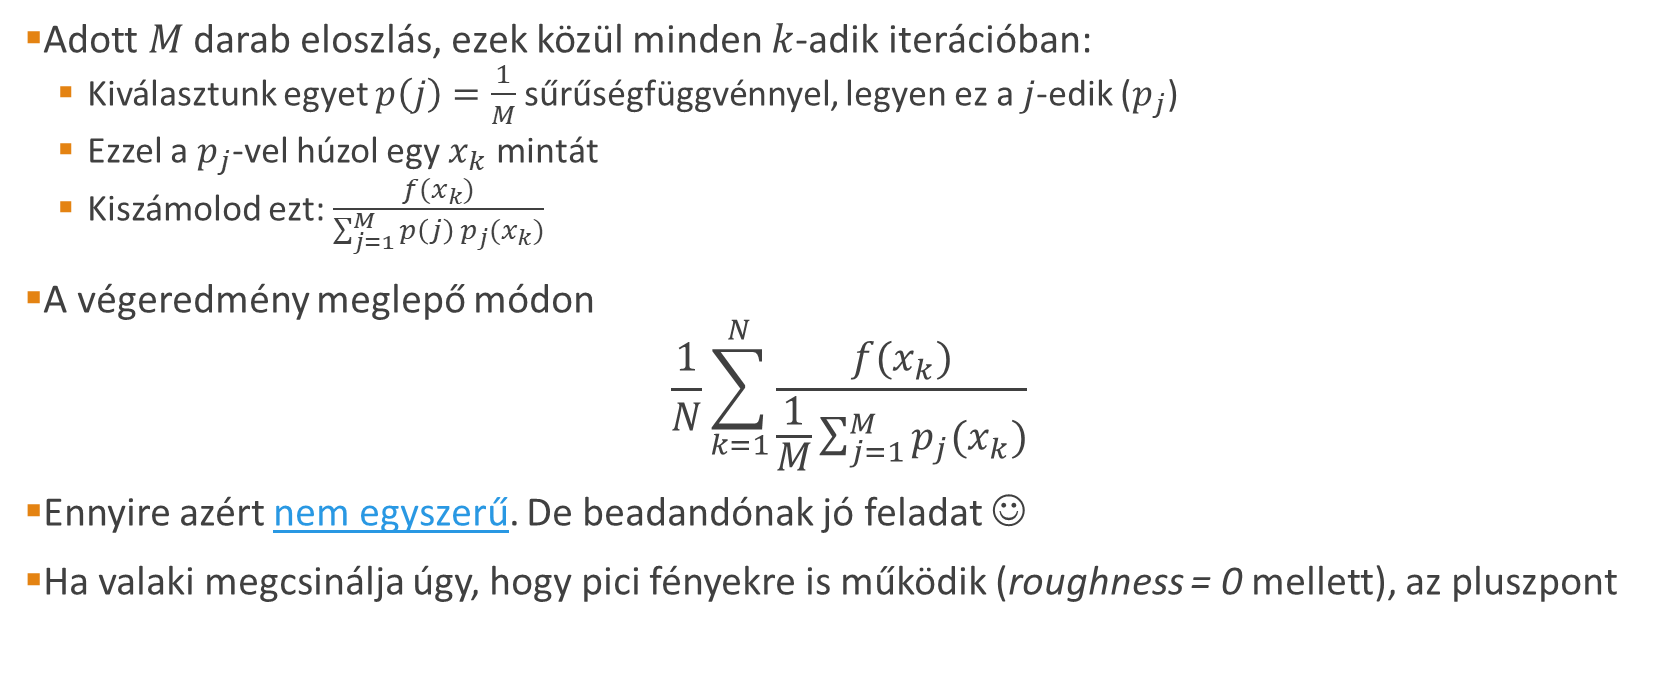 Adott 𝑀 darab eloszlás, ezek közül minden 𝑘-adik iterációban:
Kiválasztunk egyet 𝑝(𝑗) = 1/𝑀 sűrűségfüggvénnyel, legyen ez a 𝑗-edik (𝑝_𝑗)
Ezzel a 𝑝_𝑗-vel húzol egy 𝑥_𝑘 mintát
Kiszámolod ezt: 𝑓(𝑥_𝑘) / ∑_{𝑗=1}^{𝑀} 𝑝(𝑗) 𝑝_𝑗(𝑥_𝑘)
A végeredmény meglepő módon
1/𝑁 ∑_{𝑘=1}^{𝑁} 𝑓(𝑥_𝑘) / (1/𝑀 ∑_{𝑗=1}^{𝑀} 𝑝_𝑗(𝑥_𝑘))
Ennyire azért nem egyszerű. De beadandónak jó feladat ☺
Ha valaki megcsinálja úgy, hogy pici fényekre is működik (roughness = 0 mellett), az pluszpont